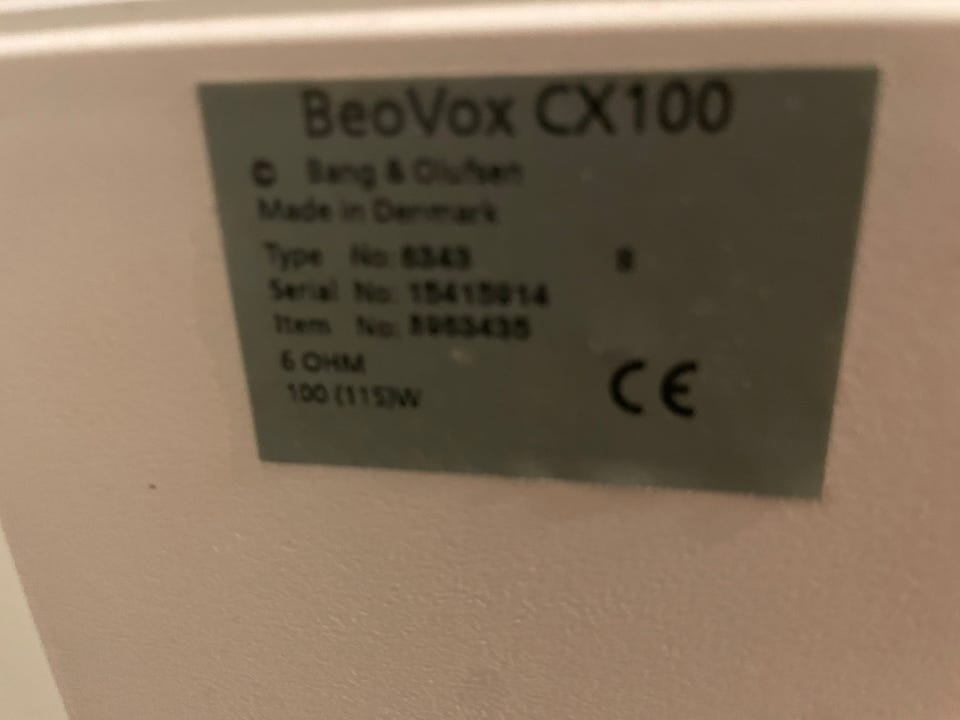 BeoVox CX100
© Bang & Olufsen
Made in Denmark
Type No: 6343
Serial No: 15415914
Item No:
6 OHM
100 (115)W
CE